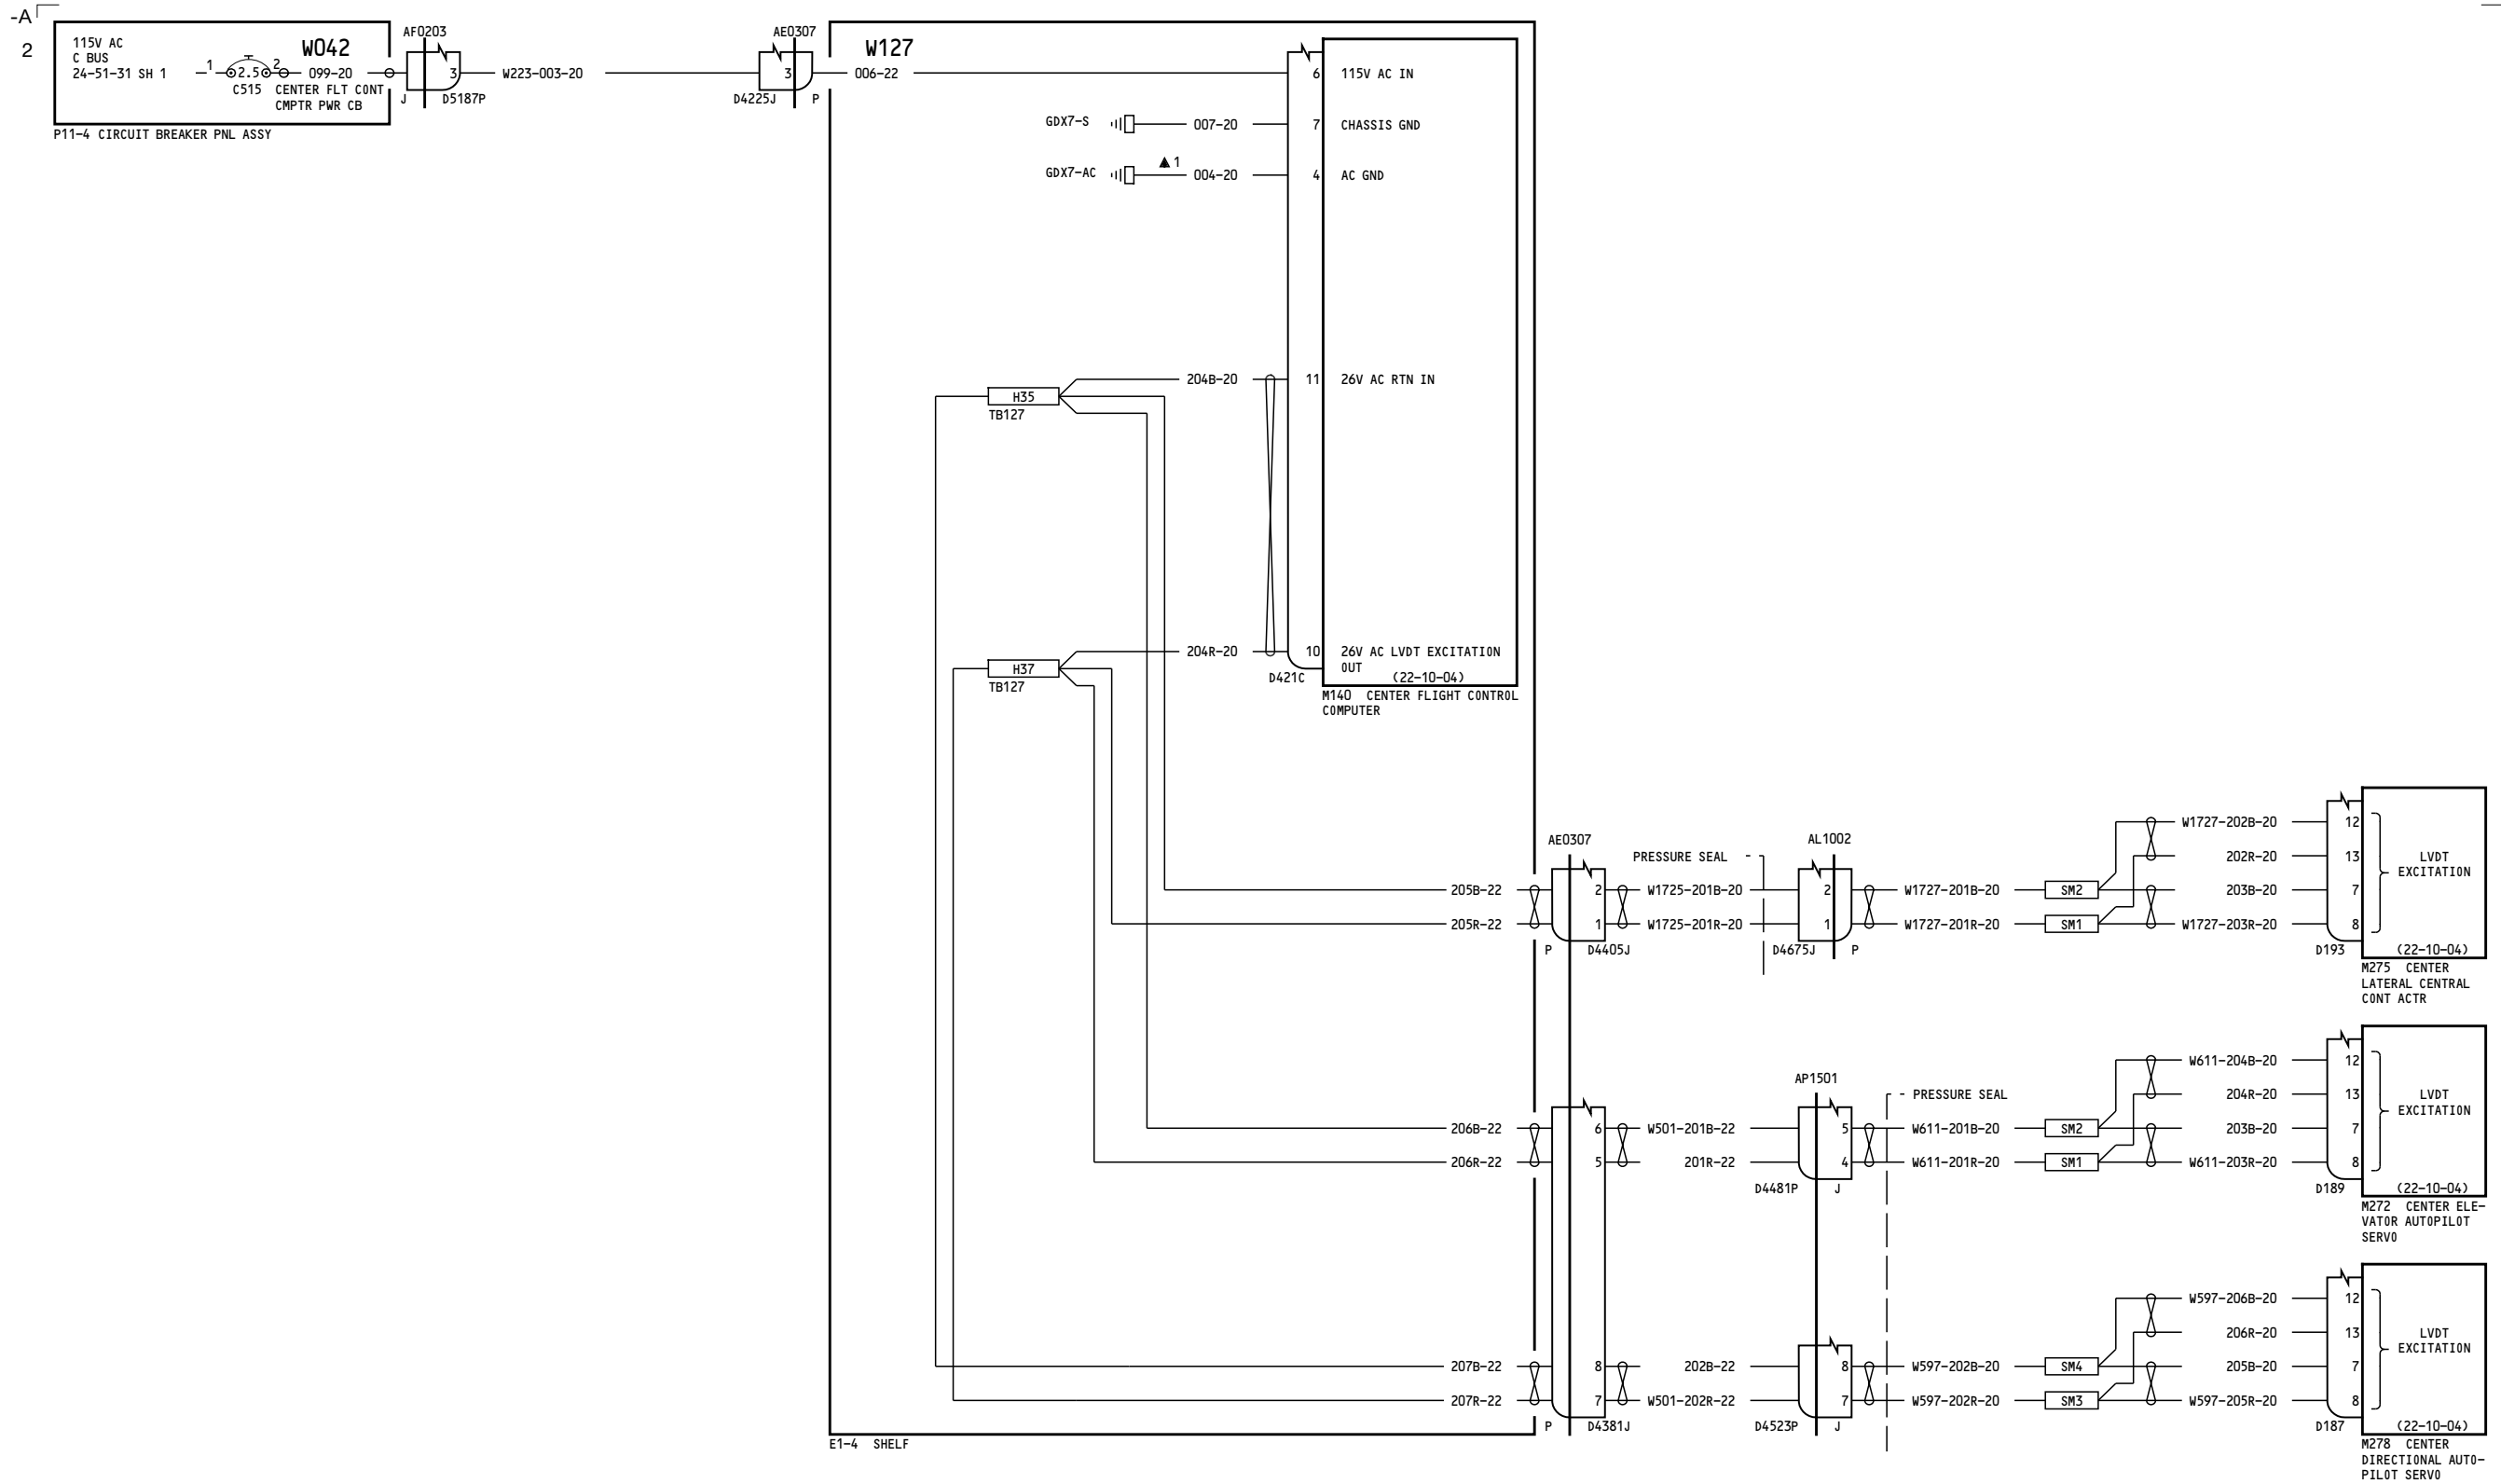 -A
2
115V AC
C BUS
24-51-31 SH 1
W042
1
2.5
2
099-20
C515
CENTER FLT CONT
CMPTR PWR CB
P11-4 CIRCUIT BREAKER PNL ASSY
AF0203
3
J
D5187P
W223-003-20
AE0307
3
D4225J
P
W127
006-22
6
115V AC IN
GDX7-S
007-20
7
CHASSIS GND
GDX7-AC
1
004-20
4
AC GND
204B-20
11
26V AC RTN IN
H35
TB127
204R-20
10
26V AC LVDT EXCITATION
OUT
H37
TB127
D421C
(22-10-04)
M140 CENTER FLIGHT CONTROL
COMPUTER
AE0307
PRESSURE SEAL
AL1002
205B-22
2
W1725-201B-20
2
W1727-201B-20
SM2
205R-22
1
W1725-201R-20
1
W1727-201R-20
SM1
P
D4405J
D4675J
P
W1727-202B-20
12
202R-20
13
203B-20
7
W1727-203R-20
8
LVDT
EXCITATION
D193
(22-10-04)
M275 CENTER
LATERAL CENTRAL
CONT ACTR
AP1501
PRESSURE SEAL
206B-22
6
W501-201B-22
5
W611-201B-20
SM2
206R-22
5
201R-22
4
W611-201R-20
SM1
D4481P
J
W611-204B-20
12
204R-20
13
203B-20
7
W611-203R-20
8
LVDT
EXCITATION
D189
(22-10-04)
M272 CENTER ELE-
VATOR AUTOPILOT
SERVO
207B-22
8
202B-22
8
W597-202B-20
SM4
207R-22
7
W501-202R-22
7
W597-202R-20
SM3
P
D4381J
D4523P
J
W597-206B-20
12
206R-20
13
205B-20
7
W597-205R-20
8
LVDT
EXCITATION
D187
(22-10-04)
M278 CENTER
DIRECTIONAL AUTO-
PILOT SERVO
E1-4 SHELF